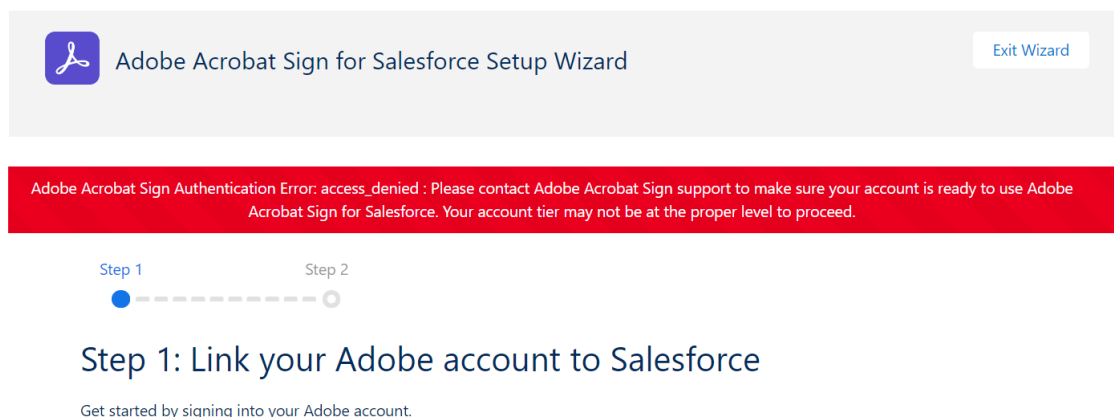 Adobe Acrobat Sign for Salesforce Setup Wizard
Exit Wizard
Adobe Acrobat Sign Authentication Error: access_denied : Please contact Adobe Acrobat Sign support to make sure your account is ready to use Adobe
Acrobat Sign for Salesforce. Your account tier may not be at the proper level to proceed.
Step 1
Step 2
Step 1: Link your Adobe account to Salesforce
Get started by signing into your Adobe account.